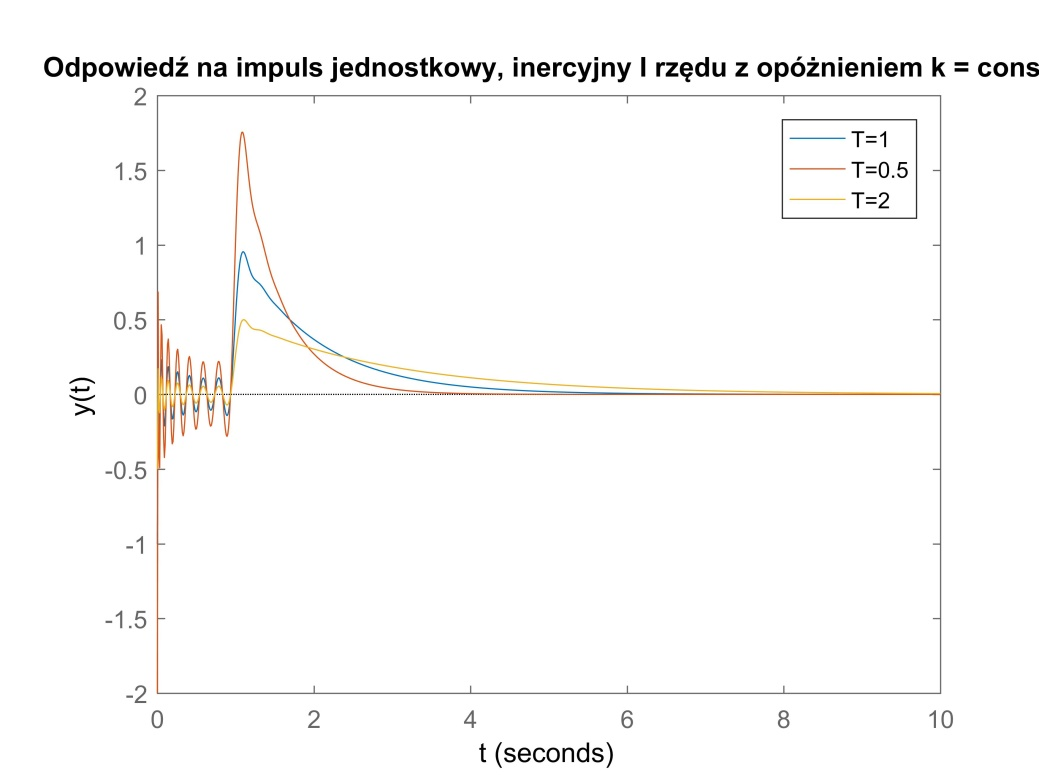 Odpowiedź na impuls jednostkowy, inercyjny I rzędu z opóżnieniem k = cons
2
1.5
1
0.5
0
-0.5
-1
-1.5
-2
y(t)
T=1
T=0.5
T=2
0 2 4 6 8 10
t (seconds)